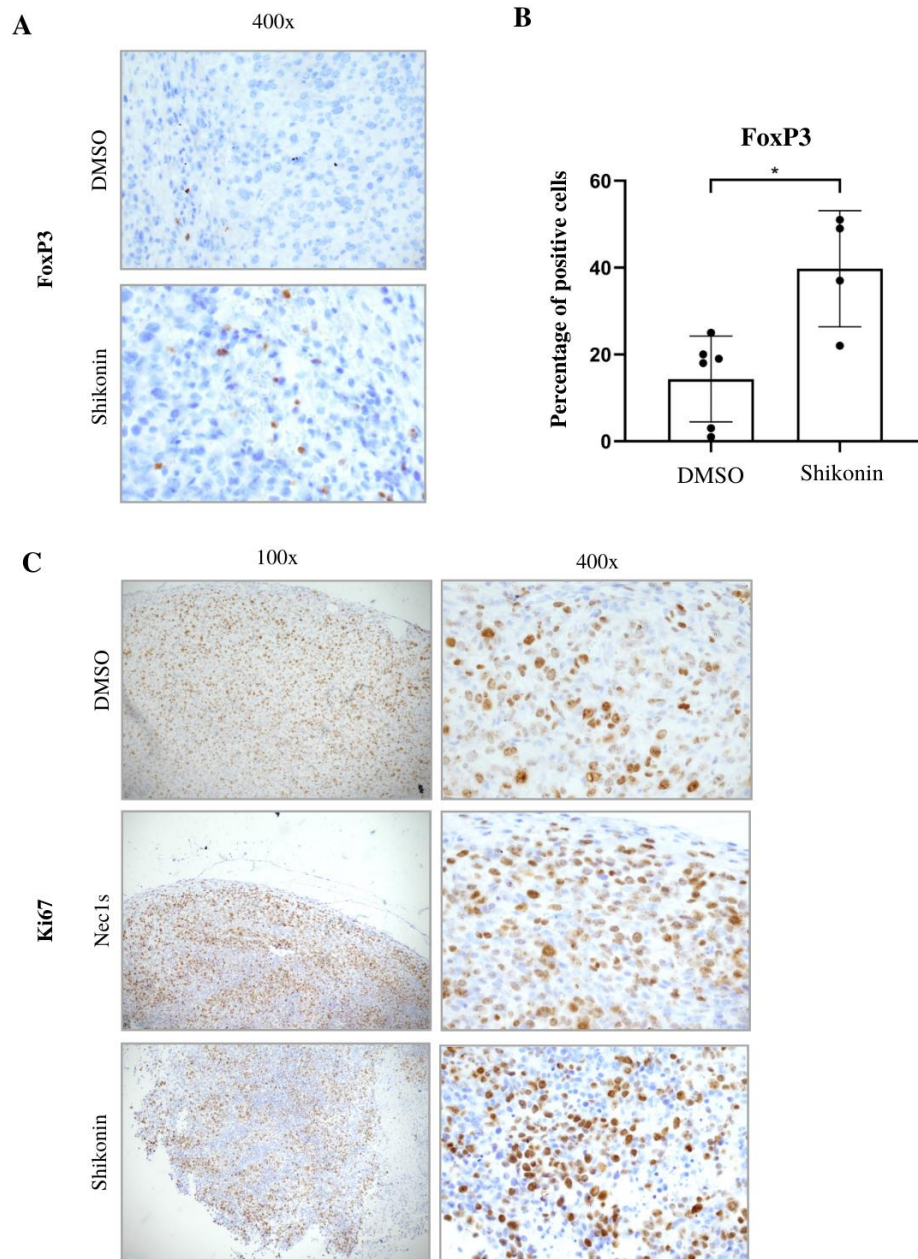 A
400x
FoxP3
DMSO
Shikonin
B
FoxP3
*
Percentage of positive cells
60
40
20
0
DMSO
Shikonin
C
100x
400x
Ki67
DMSO
Nec1s
Shikonin